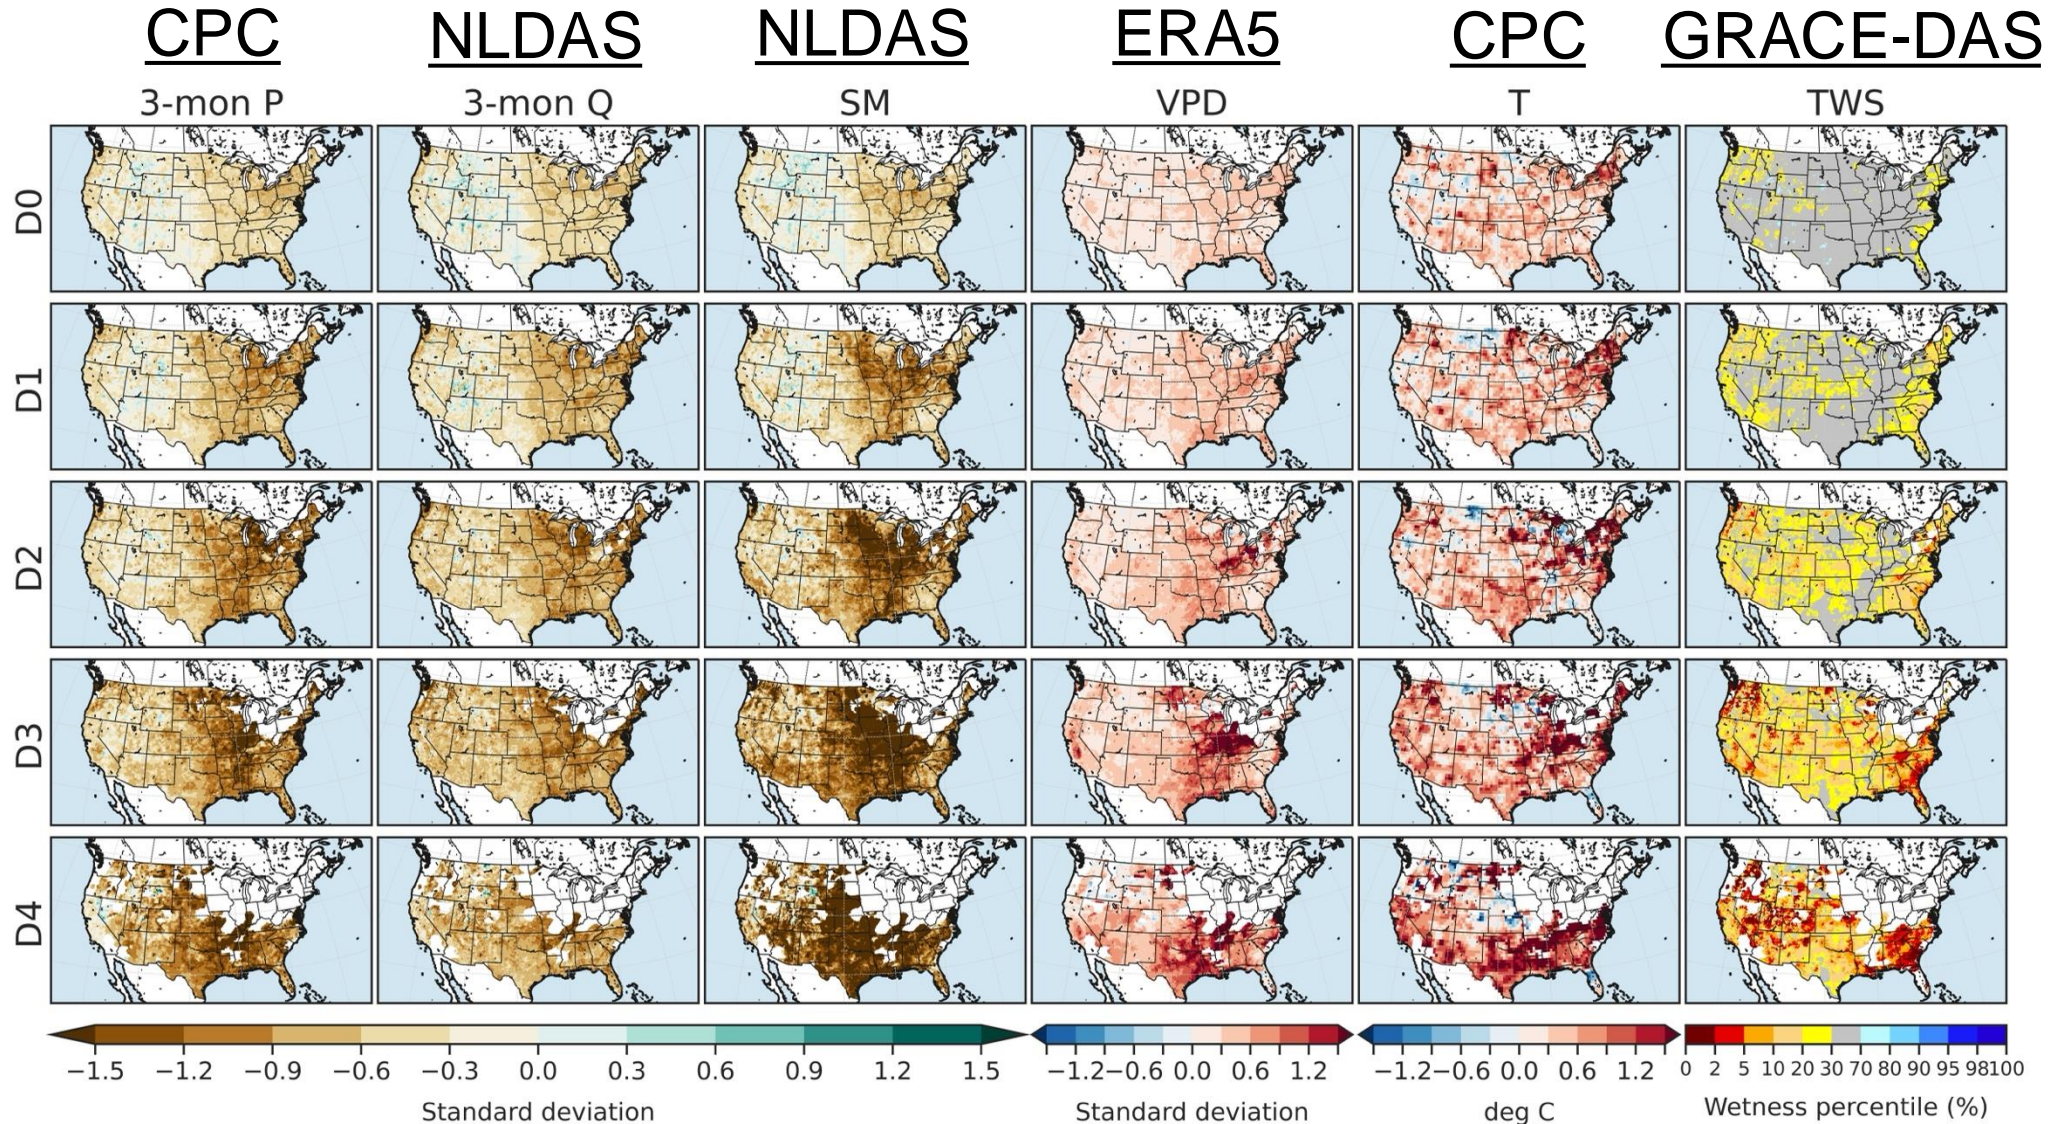 CPC NLDAS NLDAS ERA5 CPC GRACE-DAS
3-mon P 3-mon Q SM VPD T TWS
D0
D1
D2
D3
D4
−1.5 −1.2 −0.9 −0.6 −0.3 0.0 0.3 0.6 0.9 1.2 1.5 −1.2 −0.6 0.0 0.6 1.2 −1.2 −0.6 0.0 0.6 1.2 0 2 5 10 20 30 70 80 90 95 98 100
Standard deviation Standard deviation deg C Wetness percentile (%)